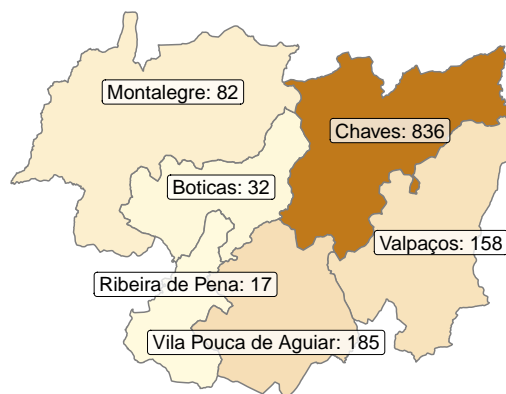 Montalegre: 82
Chaves: 836
Boticas: 32
Valpaços: 158
Ribeira de Pena: 17
Vila Pouca de Aguiar: 185